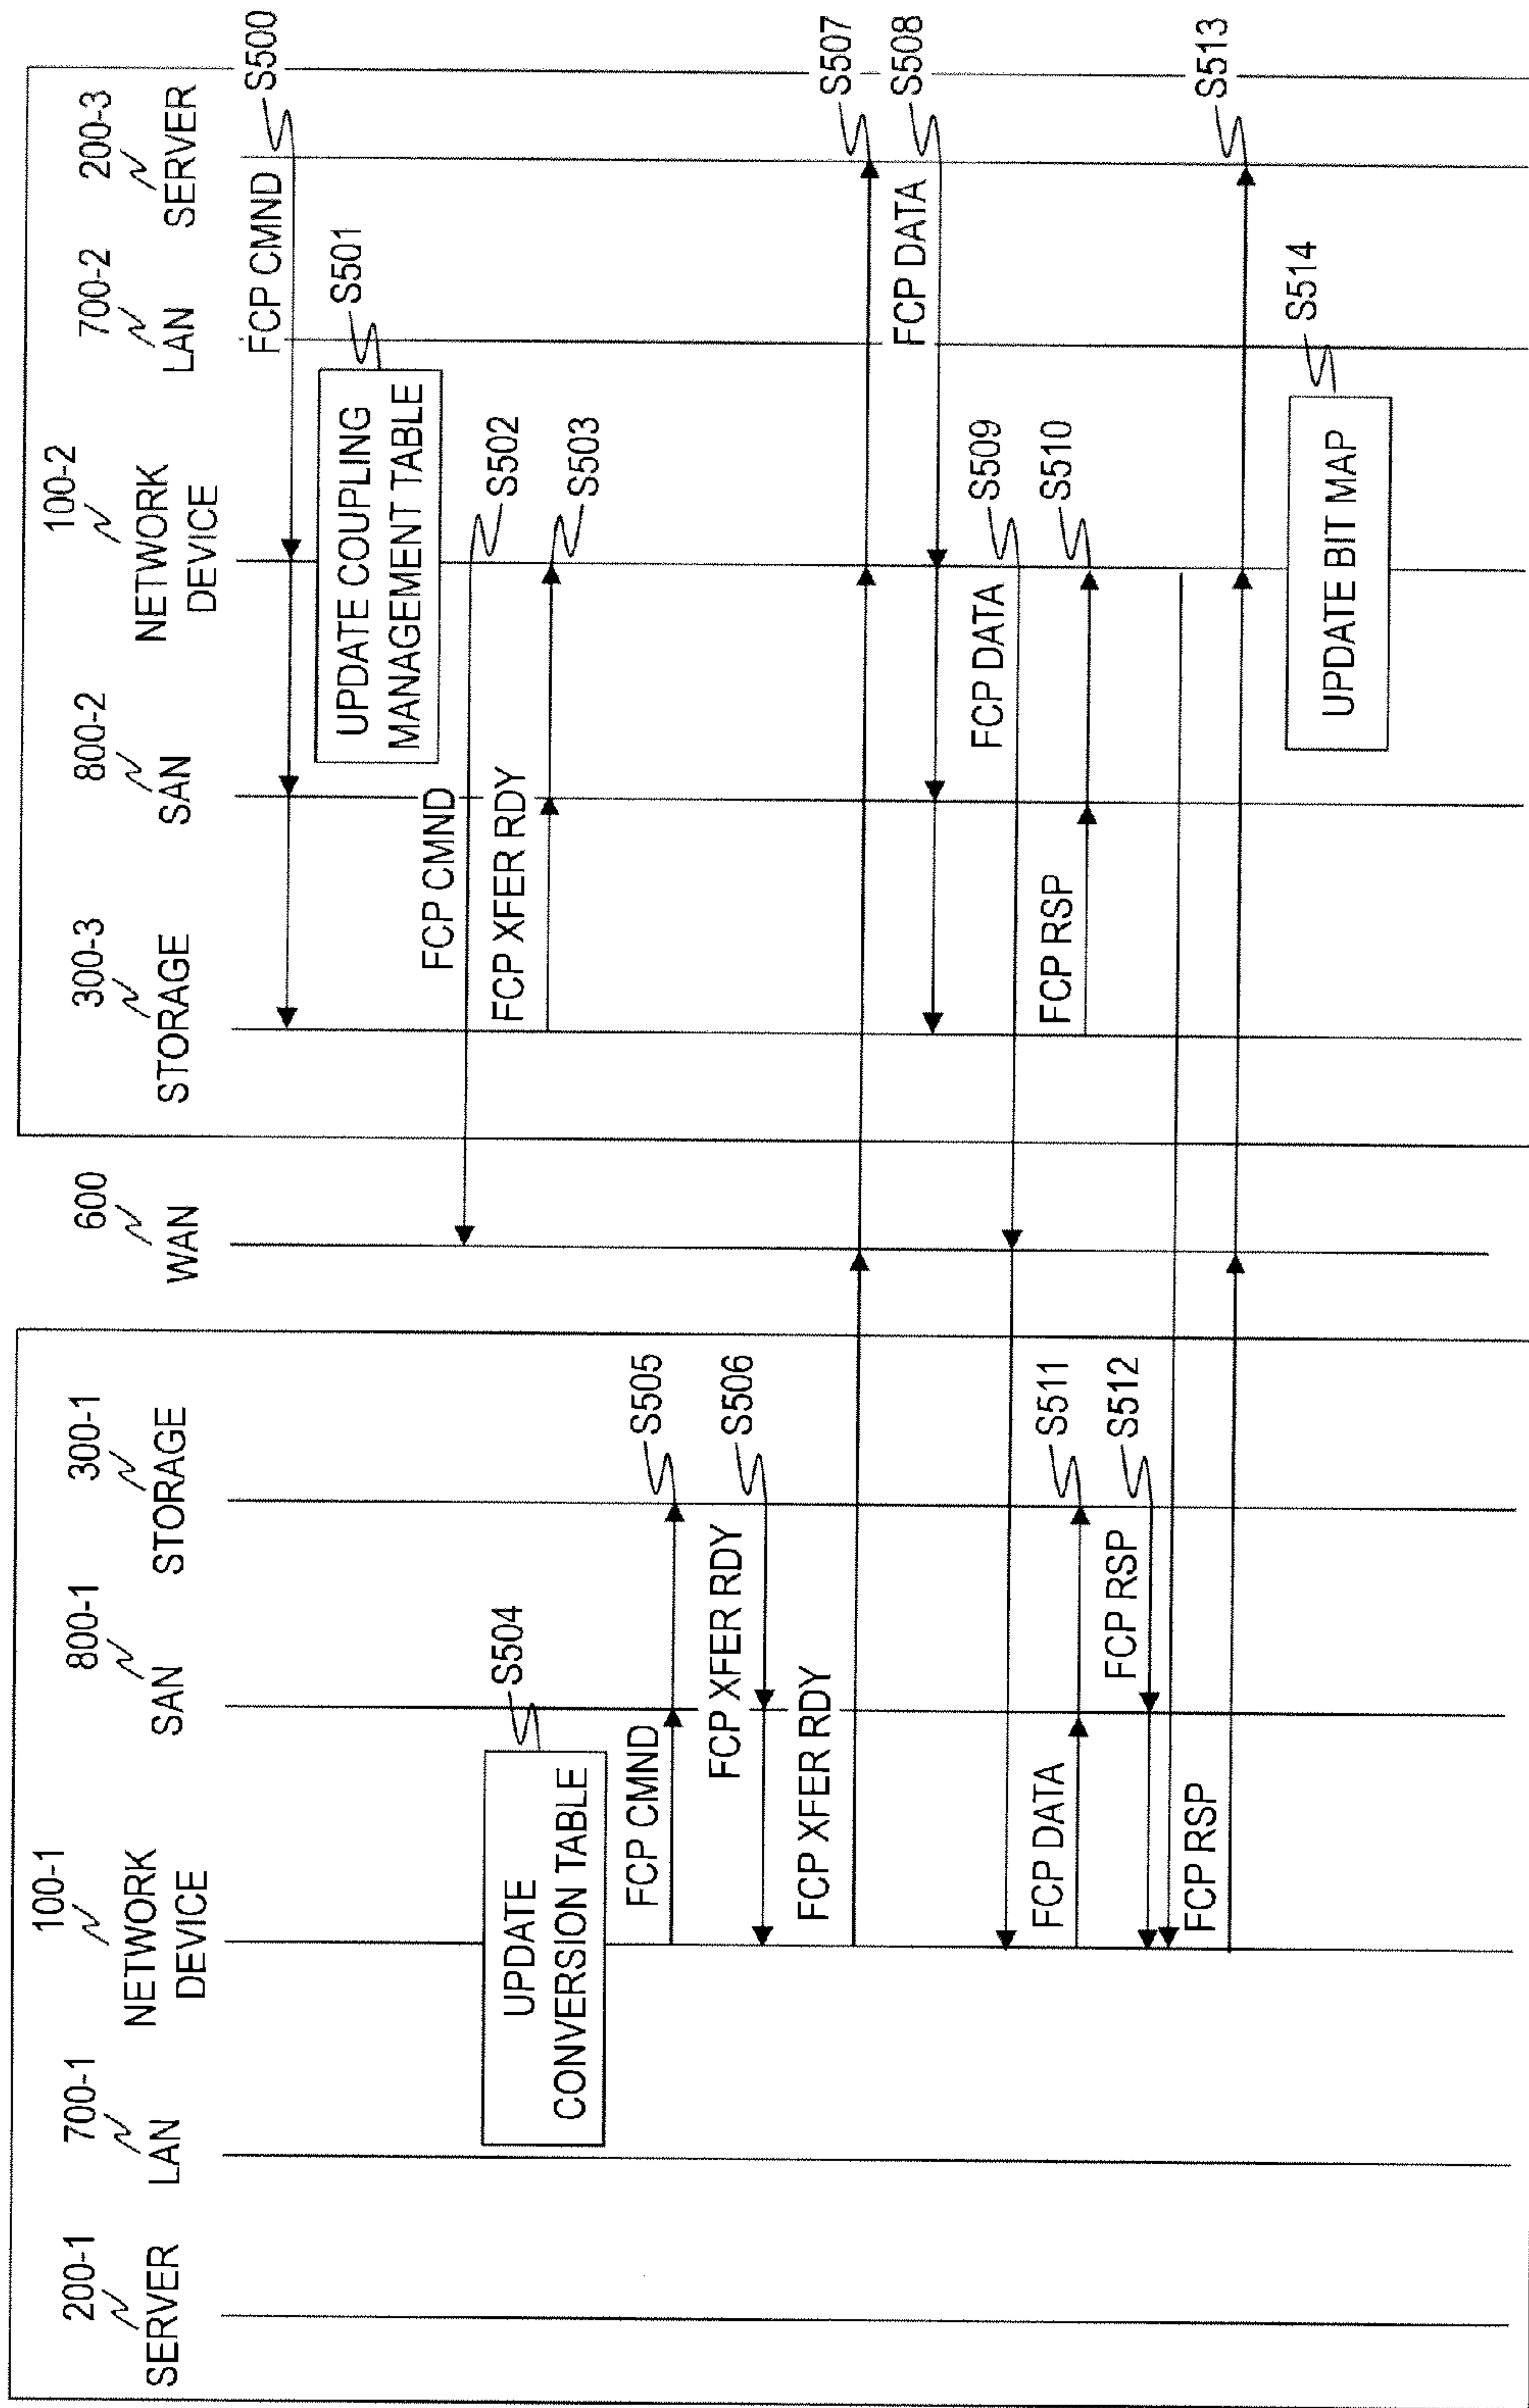 200-1
SERVER
700-1
LAN
100-1
NETWORK
DEVICE
800-1
SAN
300-1
STORAGE
600
WAN
300-3
STORAGE
800-2
SAN
100-2
NETWORK
DEVICE
700-2
LAN
200-3
SERVER
FCP CMND
S500
UPDATE COUPLING
MANAGEMENT TABLE
S501
FCP CMND
S502
FCP XFER RDY
S503
UPDATE
CONVERSION TABLE
S504
FCP CMND
S505
FCP XFER RDY
S506
FCP XFER RDY
S507
FCP DATA
S508
FCP DATA
S509
FCP RSP
S510
FCP DATA
S511
FCP RSP
S512
FCP RSP
S513
UPDATE BIT MAP
S514